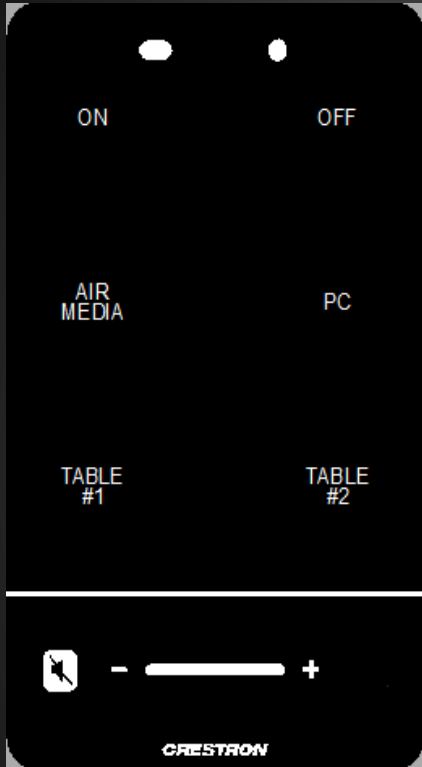 ON
OFF
AIR
MEDIA
PC
TABLE
#1
TABLE
#2
- +
CRESTRON